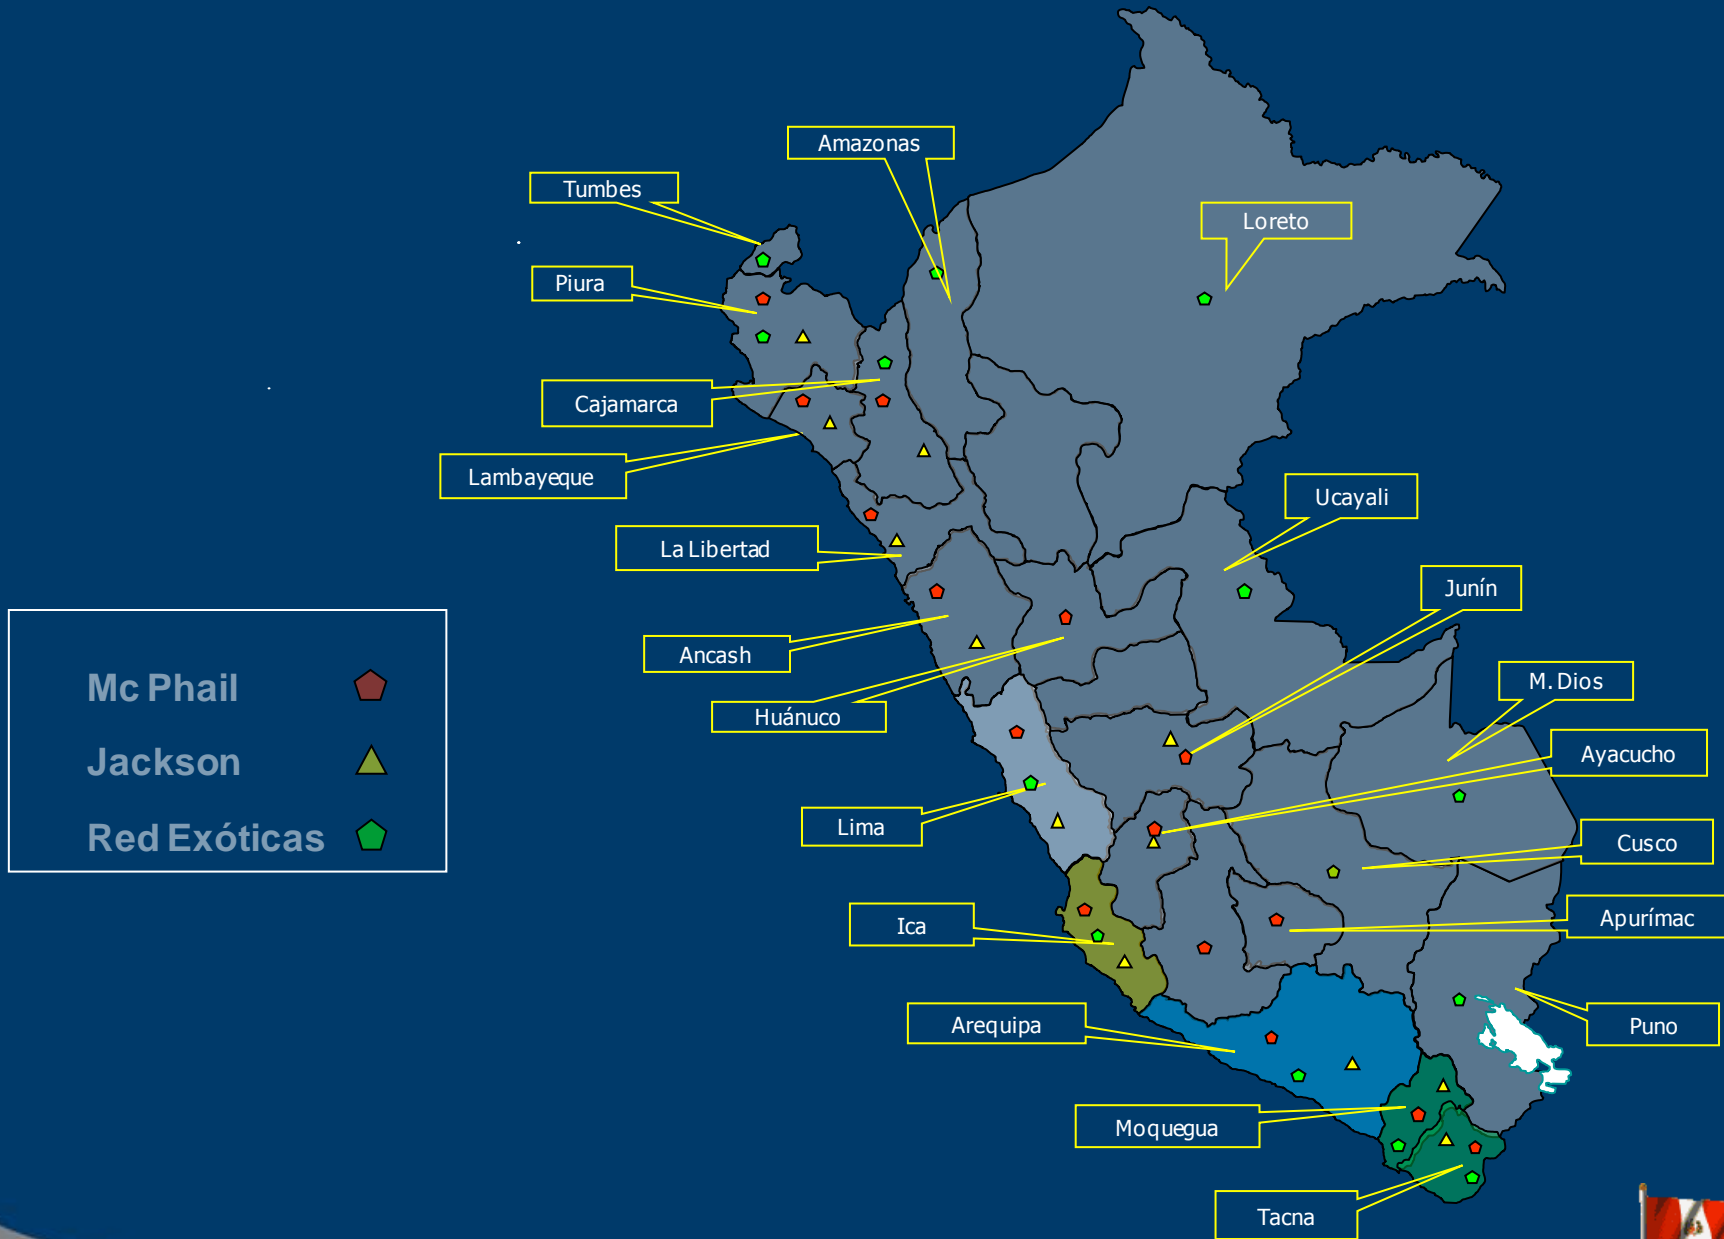 Amazonas
Tumbes
Loreto
Piura
Cajamarca
Lambayeque
Ucayali
La Libertad
Junín
Ancash
Mc Phail
M. Dios
Huánuco
Ayacucho
Jackson
Lima
Red Exóticas
Cusco
Ica
Apurímac
Arequipa
Puno
Moquegua
Tacna